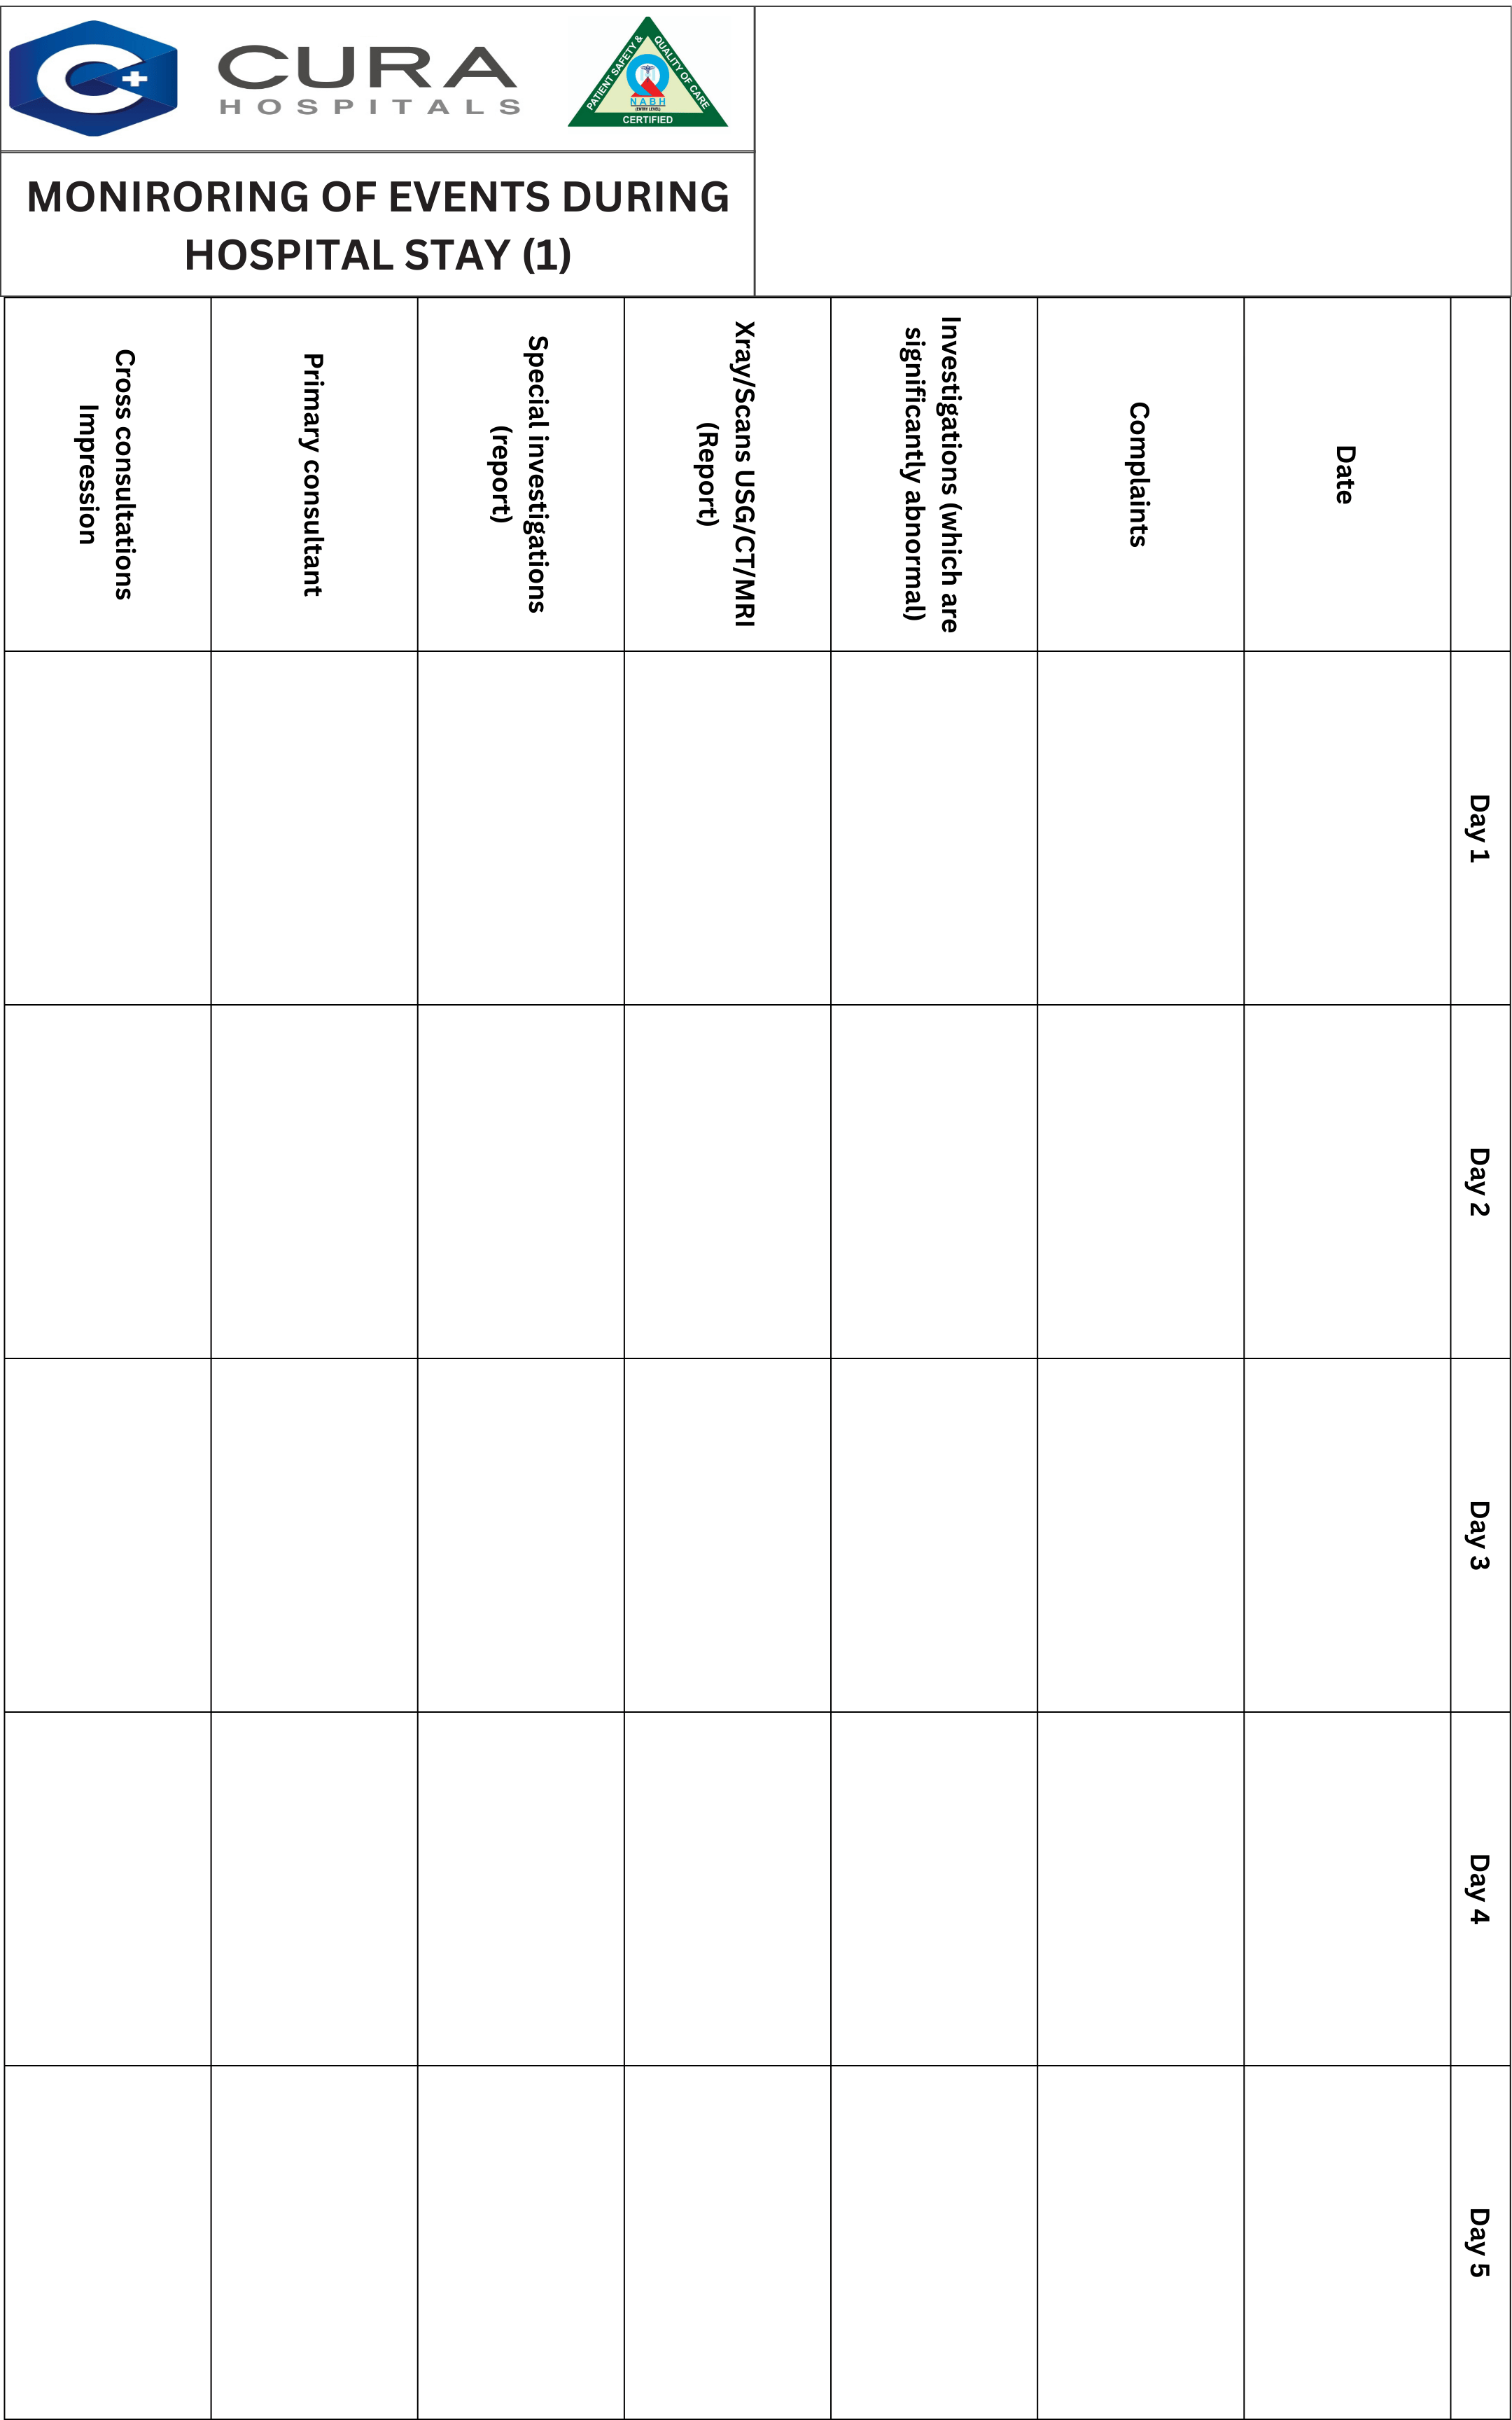 CURA
HOSPITALS
PATIENT SAFETY & QUALITY OF CARE
NABH
(ENTRY LEVEL)
CERTIFIED
MONIRORING OF EVENTS DURING
HOSPITAL STAY (1)
Day 1
Day 2
Day 3
Day 4
Day 5
Date
Complaints
Investigations (which are
significantly abnormal)
Xray/Scans USG/CT/MRI
(Report)
Special investigations
(report)
Primary consultant
Cross consultations
Impression